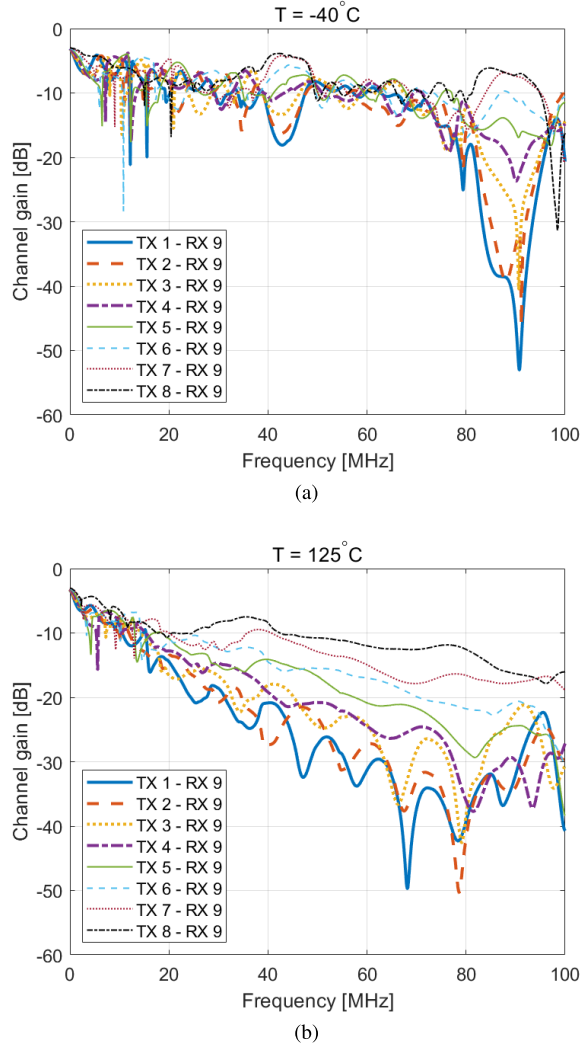 T = -40°C
0
-10
-20
-30
-40
-50
-60
Channel gain [dB]
TX 1 - RX 9
TX 2 - RX 9
TX 3 - RX 9
TX 4 - RX 9
TX 5 - RX 9
TX 6 - RX 9
TX 7 - RX 9
TX 8 - RX 9
0 20 40 60 80 100
Frequency [MHz]
(a)
T = 125°C
0
-10
-20
-30
-40
-50
-60
Channel gain [dB]
TX 1 - RX 9
TX 2 - RX 9
TX 3 - RX 9
TX 4 - RX 9
TX 5 - RX 9
TX 6 - RX 9
TX 7 - RX 9
TX 8 - RX 9
0 20 40 60 80 100
Frequency [MHz]
(b)